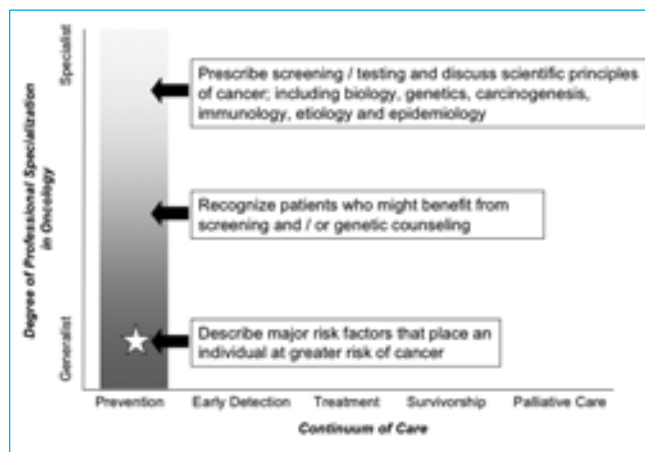 Degree of Professional Specialization
in Oncology
Specialist
Generalist
Prescribe screening / testing and discuss scientific principles
of cancer; including biology, genetics, carcinogenesis,
immunology, etiology and epidemiology
Recognize patients who might benefit from
screening and / or genetic counseling
Describe major risk factors that place an
individual at greater risk of cancer
Prevention
Early Detection
Treatment
Survivorship
Palliative Care
Continuum of Care